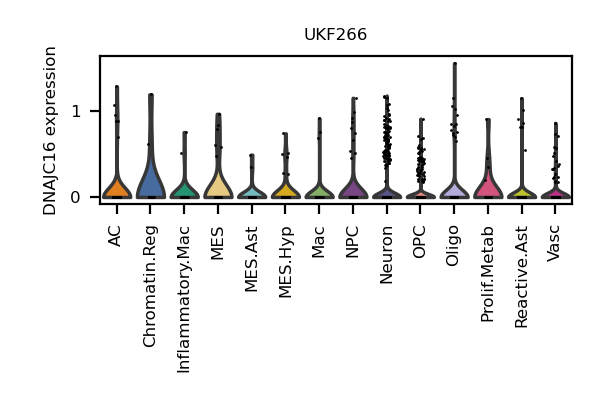 UKF266
DNAJC16 expression
1
0
AC
Chromatin.Reg
Inflammatory.Mac
MES
MES.Ast
MES.Hyp
Mac
NPC
Neuron
OPC
Oligo
Prolif.Metab
Reactive.Ast
Vasc